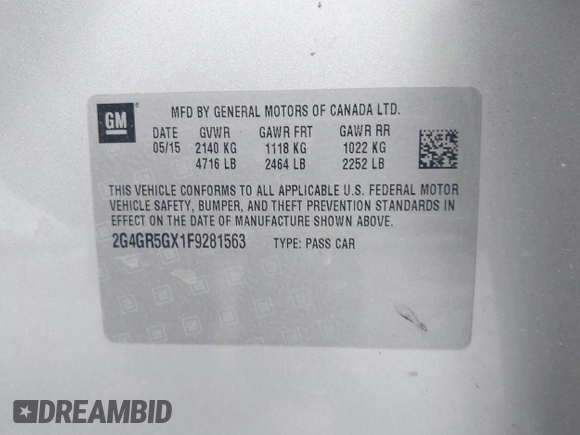 GM
MFD BY GENERAL MOTORS OF CANADA LTD.
DATE GVWR GAWR FRT GAWR RR
05/15 2140 KG 1118 KG 1022 KG
4716 LB 2464 LB 2252 LB
THIS VEHICLE CONFORMS TO ALL APPLICABLE U.S. FEDERAL MOTOR
VEHICLE SAFETY, BUMPER, AND THEFT PREVENTION STANDARDS IN
EFFECT ON THE DATE OF MANUFACTURE SHOWN ABOVE.
2G4GR5GX1F9281563 TYPE: PASS CAR
DREAMBID